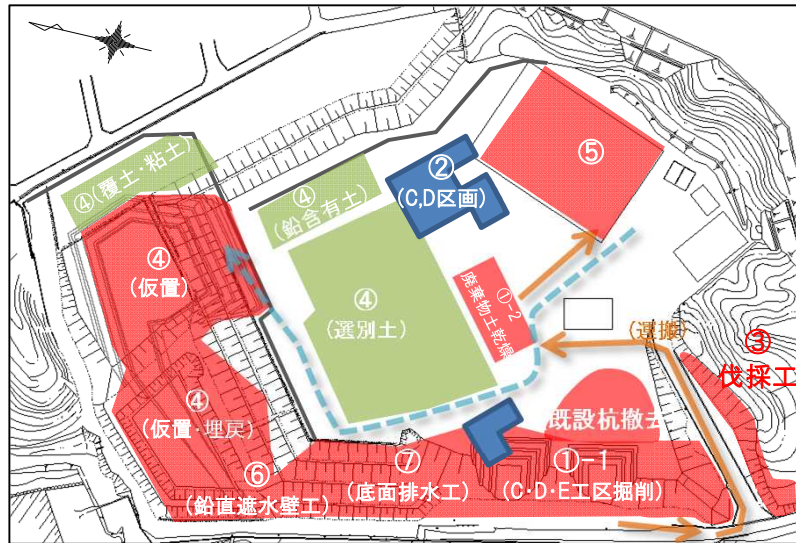 ④(覆土・粘土)
④
(鉛含有土)
②
(C,D区画)
⑤
④
(仮置)
④
(選別土)
①-2
廃棄物土乾燥
(運搬)
③
伐採工
④
(仮置・埋戻)
既設杭撤去
⑥
(鉛直遮水壁工)
⑦
(底面排水工)
①-1
(C・D・E工区掘削)